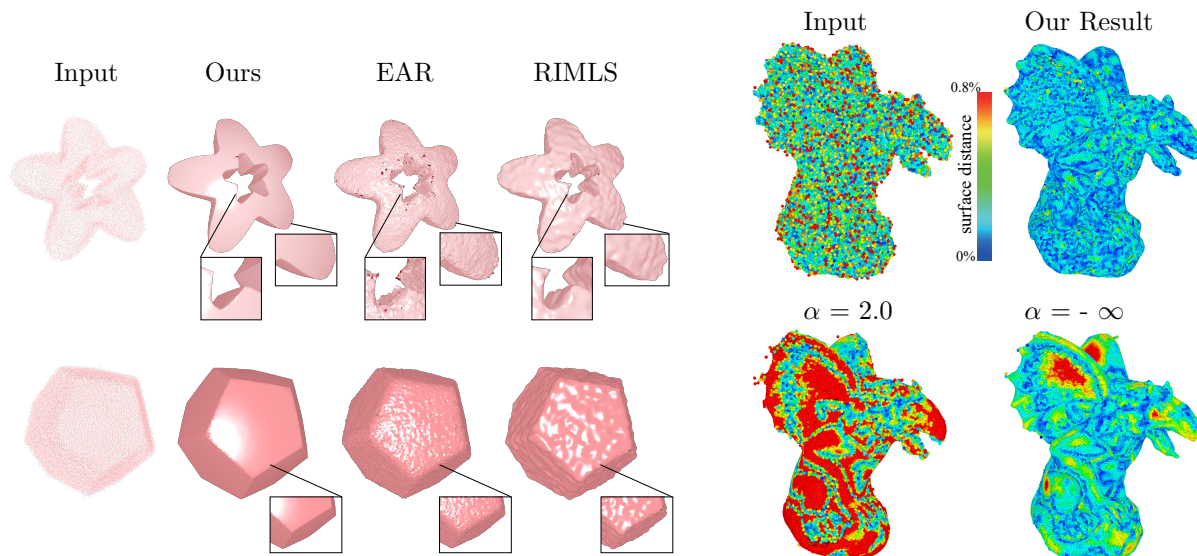 Input
Ours
EAR
RIMLS
Input
Our Result
0.8%
surface distance
0%
α = 2.0
α = - ∞